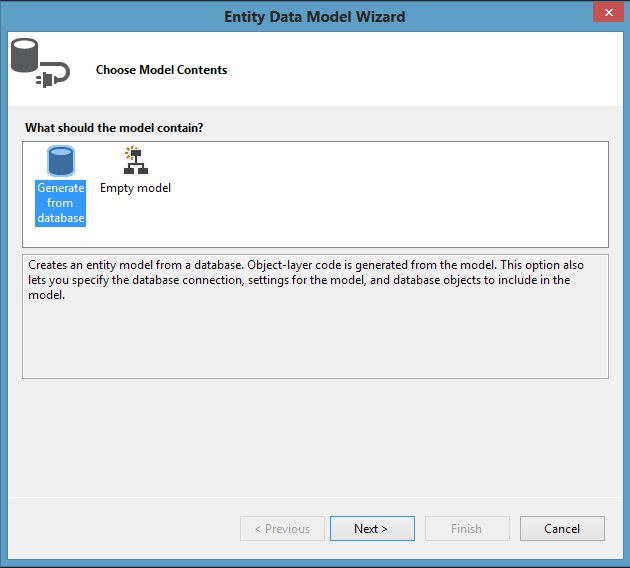 Entity Data Model Wizard
Choose Model Contents
What should the model contain?
Generate
from
database
Empty model
Creates an entity model from a database. Object-layer code is generated from the model. This option also
lets you specify the database connection, settings for the model, and database objects to include in the
model.
< Previous
Next >
Finish
Cancel